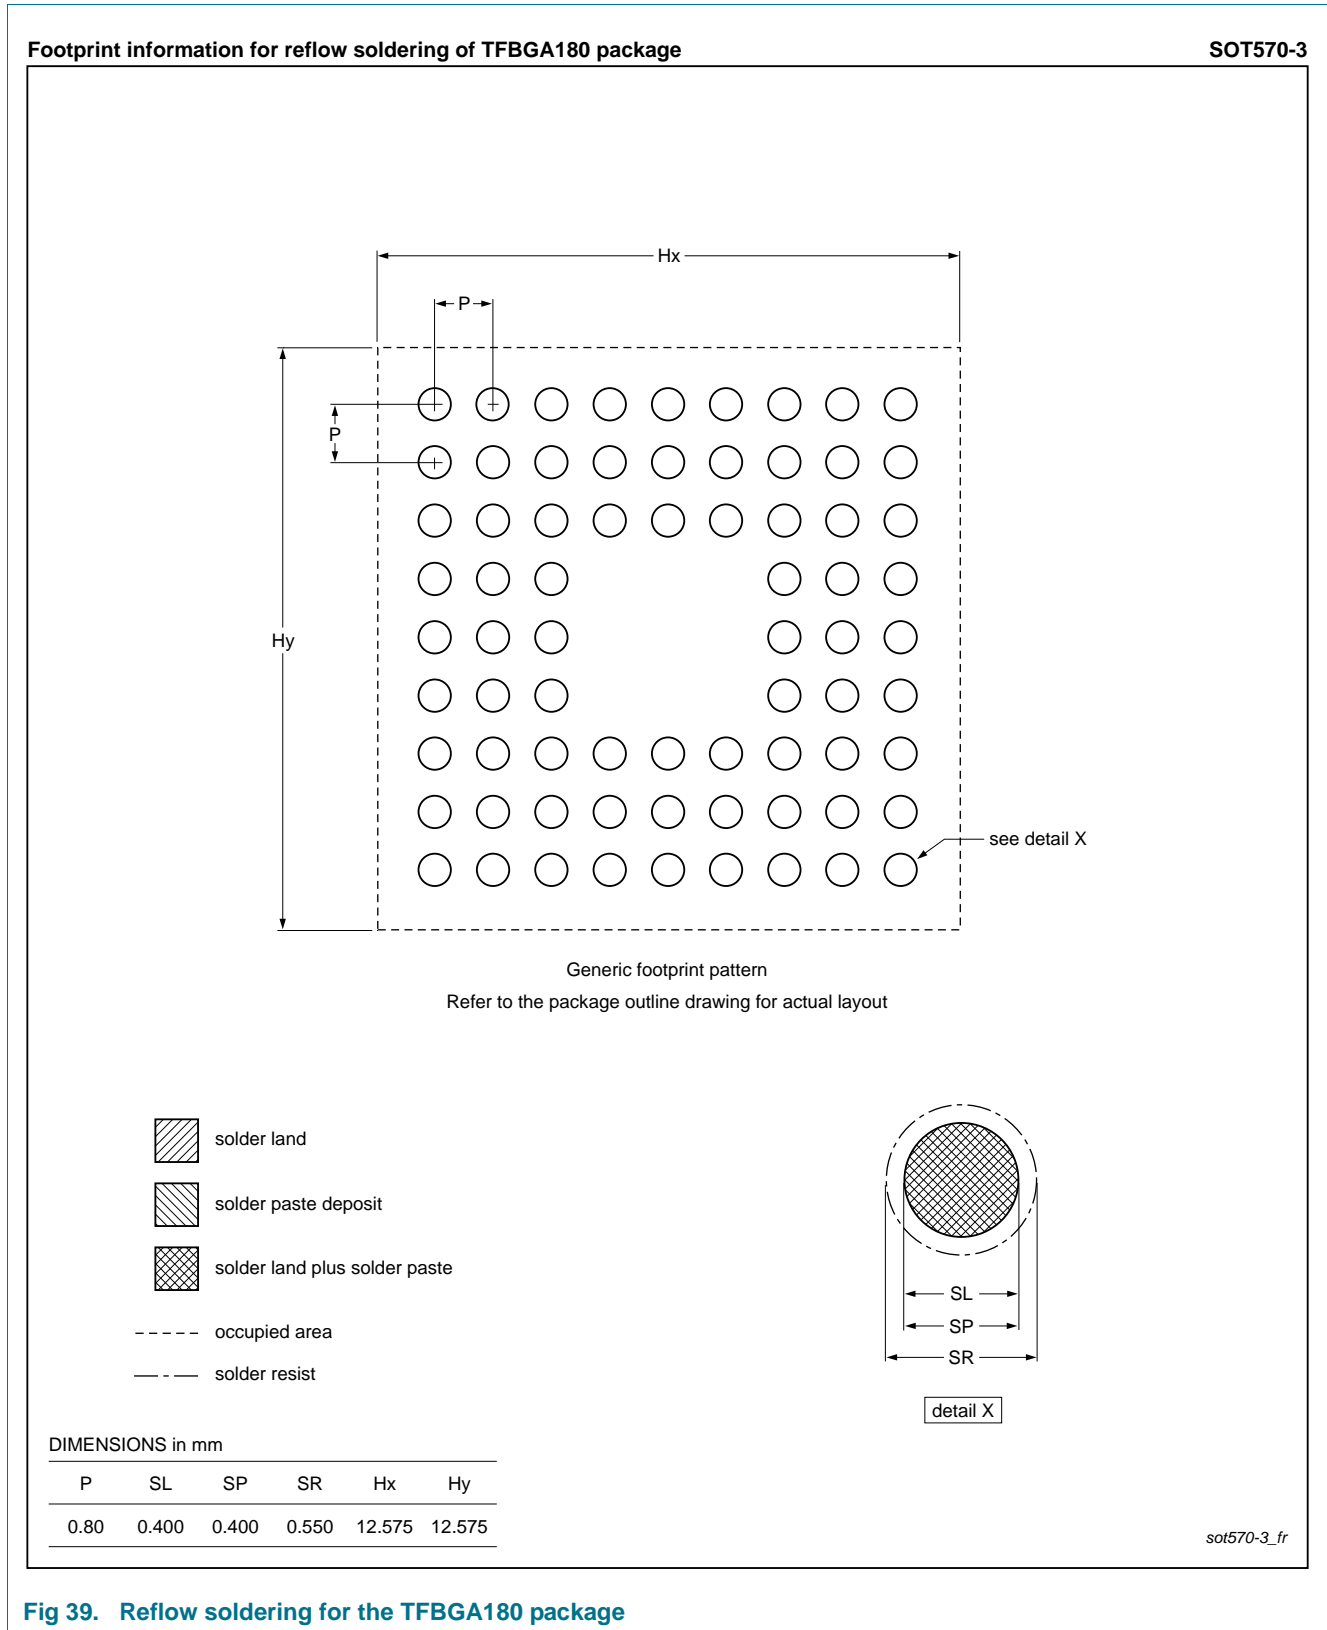 Footprint information for reflow soldering of TFBGA180 package SOT570-3
Hx
P
P
Hy
see detail X
Generic footprint pattern
Refer to the package outline drawing for actual layout
solder land
solder paste deposit
solder land plus solder paste
occupied area
solder resist
SL
SP
SR
detail X
DIMENSIONS in mm
P SL SP SR Hx Hy
0.80 0.400 0.400 0.550 12.575 12.575
sot570-3_fr
Fig 39. Reflow soldering for the TFBGA180 package